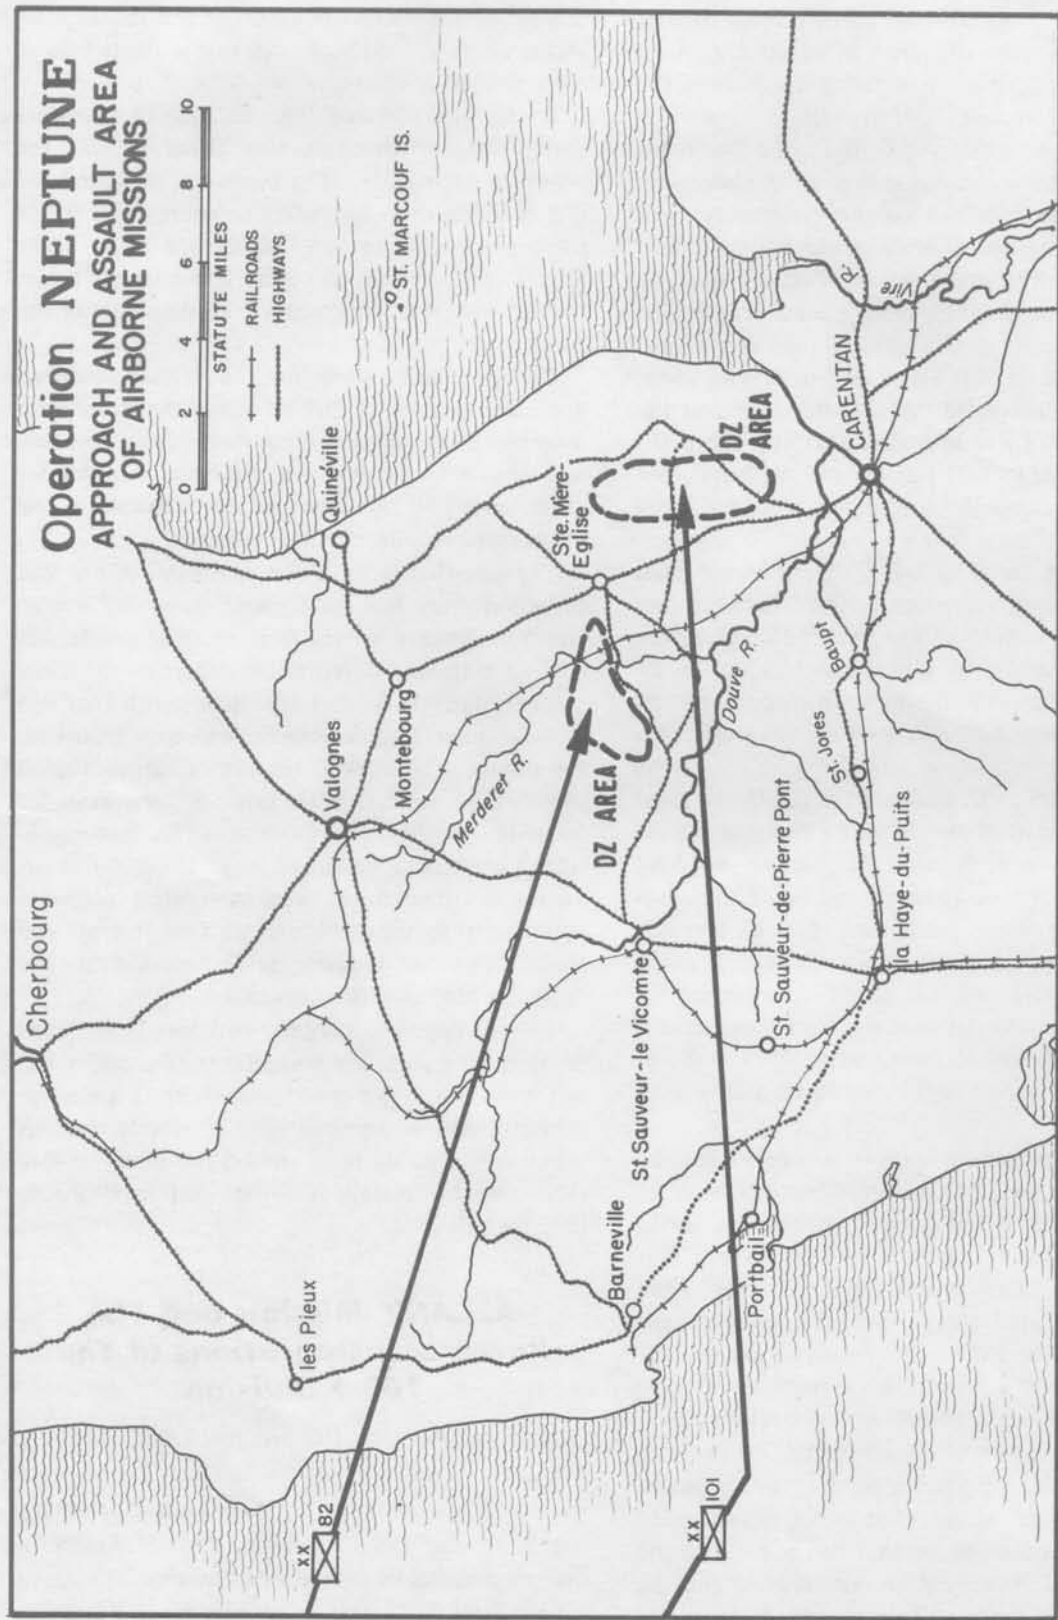 Operation NEPTUNE
APPROACH AND ASSAULT AREA
OF AIRBORNE MISSIONS
0 2 4 6 8 10
STATUTE MILES
RAILROADS
HIGHWAYS
ST. MARCOUF IS.
Cherbourg
Quinéville
Valognes
Montebourg
les Pieux
Merderet R.
Ste. Mere-
Eglise
DZ AREA
DZ
AREA
XX
82
Barneville
St. Sauveur-le Vicomte
Douve R.
XX
101
Portbail
St. Sauveur-de-Pierre Pont
St. Jores
Baupt
CARENTAN
Vire R.
la Haye-du-Puits